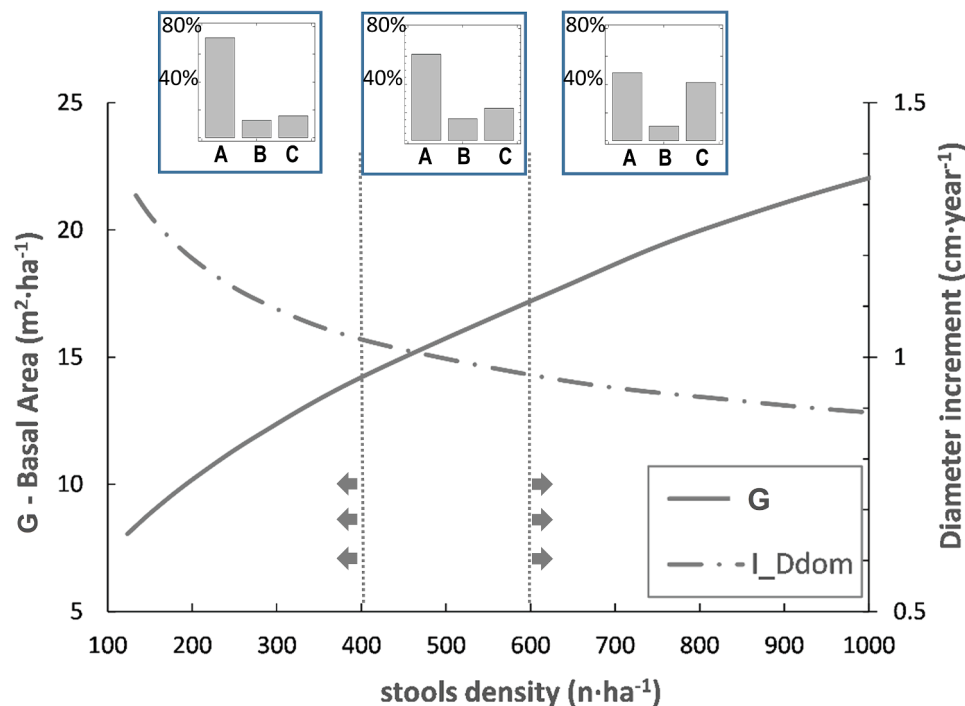 80%
40%
A B C
80%
40%
A B C
80%
40%
A B C
25
20
15
10
5
G - Basal Area (m²·ha⁻¹)
1.5
1
0.5
Diameter increment (cm·year⁻¹)
G
I_Ddom
100 200 300 400 500 600 700 800 900 1000
stools density (n·ha⁻¹)